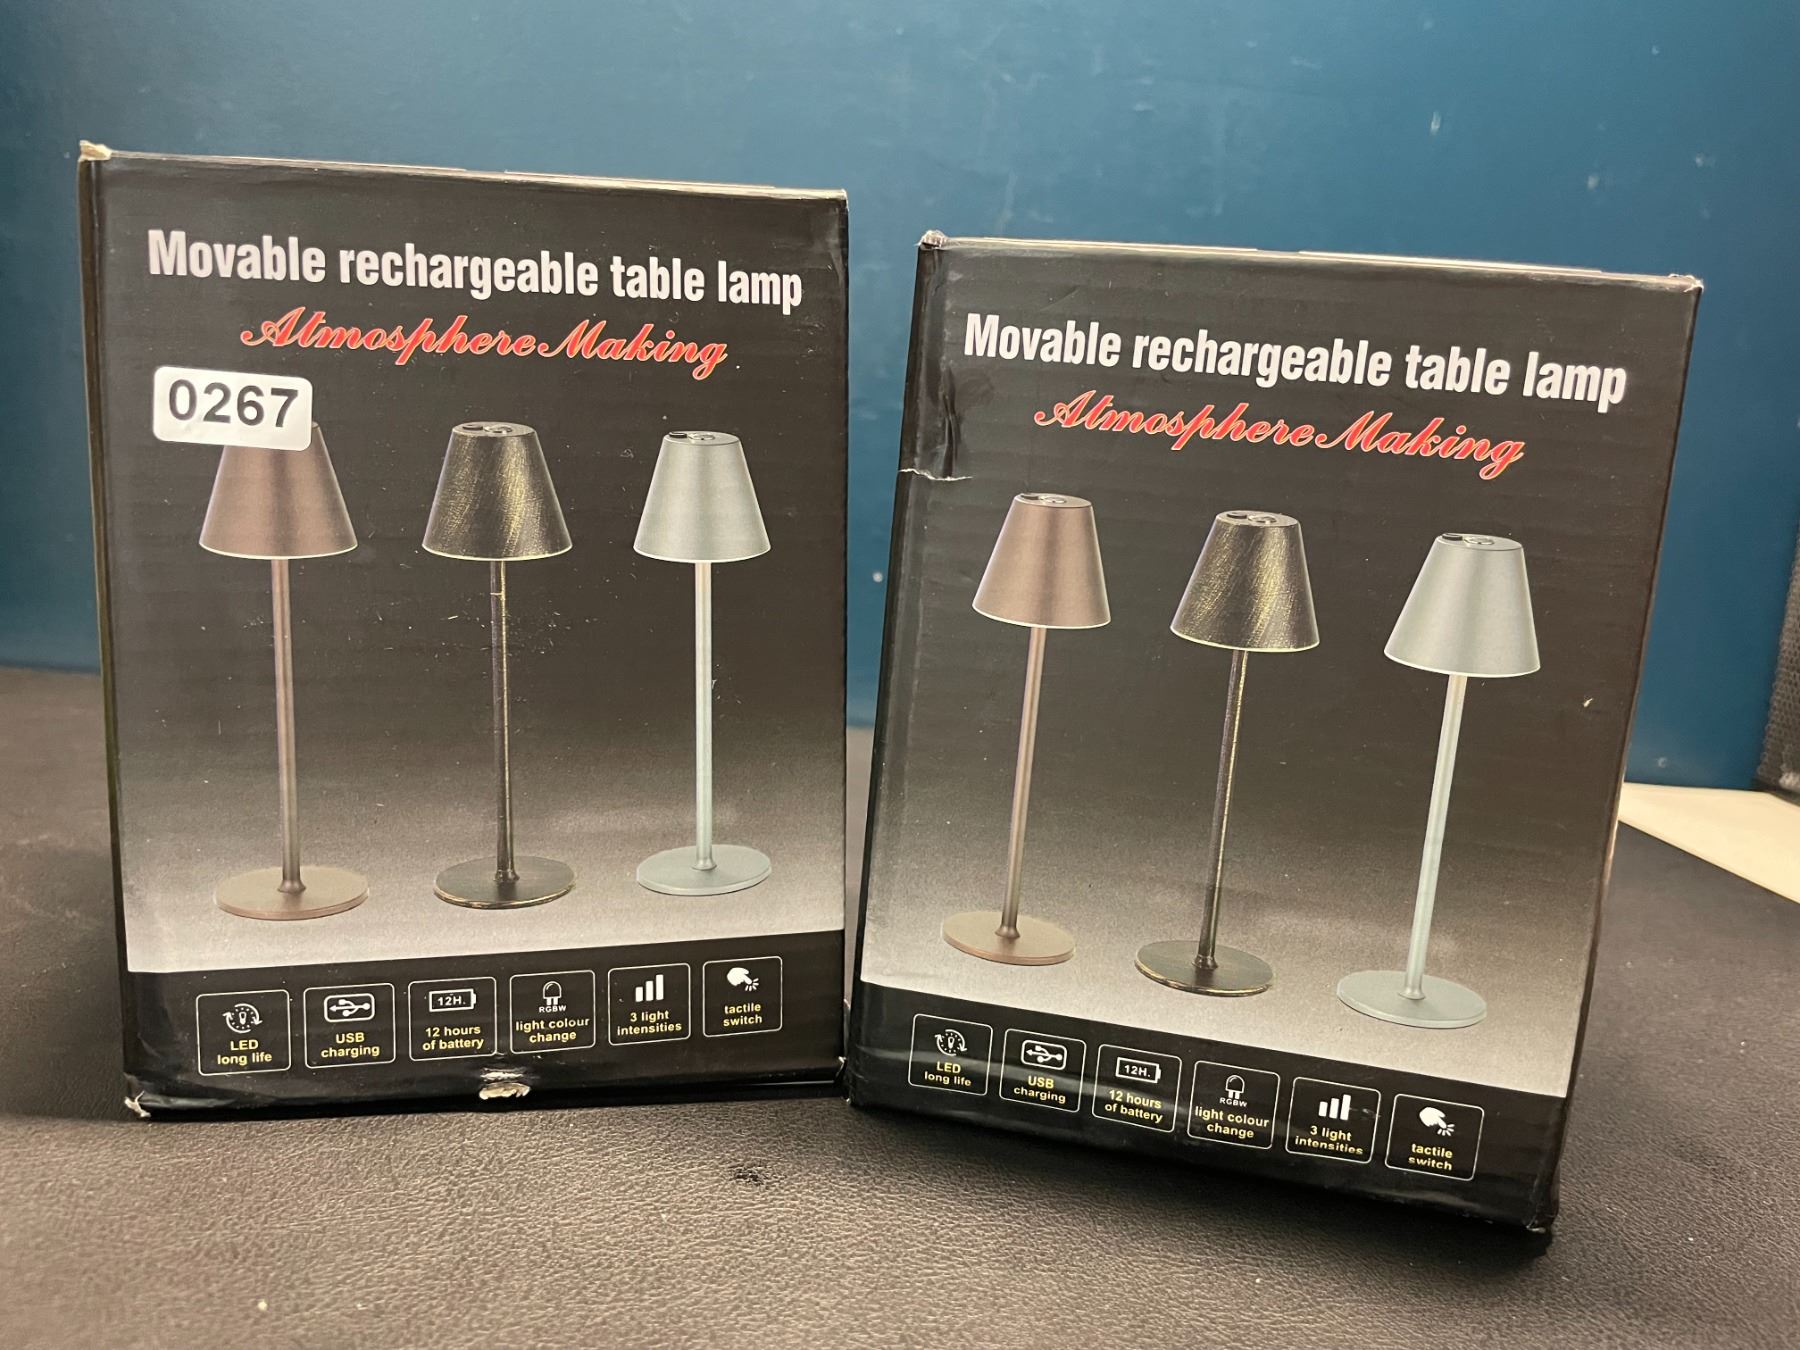 Movable rechargeable table lamp
Atmosphere Making
0267
LED
long life
USB
charging
12H.
12 hours
of battery
RGBW
light colour
change
3 light
intensities
tactile
switch
Movable rechargeable table lamp
Atmosphere Making
LED
long life
USB
charging
12H.
12 hours
of battery
RGBW
light colour
change
3 light
intensities
tactile
switch